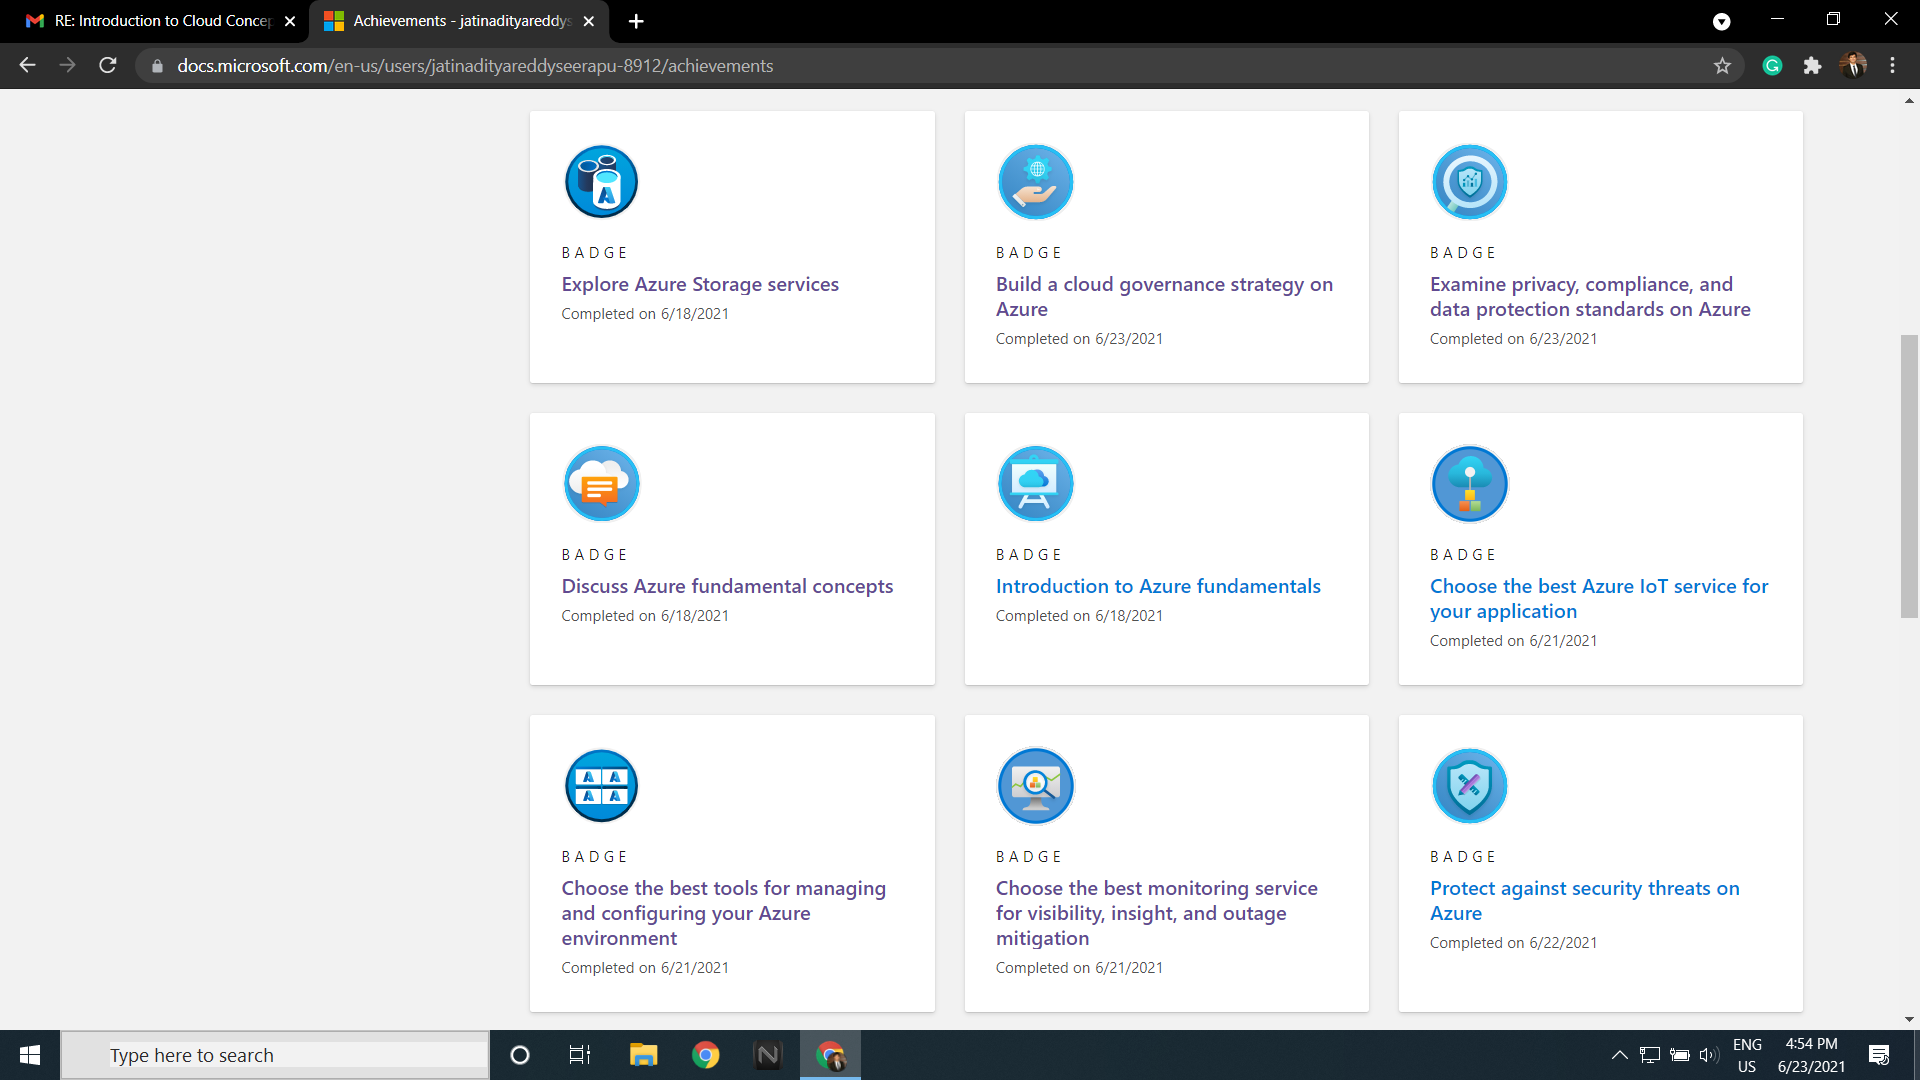 RE: Introduction to Cloud Conce
Achievements - jatinadityareddys
docs.microsoft.com/en-us/users/jatinadityareddyseerapu-8912/achievements
BADGE
Explore Azure Storage services
Completed on 6/18/2021
BADGE
Build a cloud governance strategy on
Azure
Completed on 6/23/2021
BADGE
Examine privacy, compliance, and
data protection standards on Azure
Completed on 6/23/2021
BADGE
Discuss Azure fundamental concepts
Completed on 6/18/2021
BADGE
Introduction to Azure fundamentals
Completed on 6/18/2021
BADGE
Choose the best Azure IoT service for
your application
Completed on 6/21/2021
BADGE
Choose the best tools for managing
and configuring your Azure
environment
Completed on 6/21/2021
BADGE
Choose the best monitoring service
for visibility, insight, and outage
mitigation
Completed on 6/21/2021
BADGE
Protect against security threats on
Azure
Completed on 6/22/2021
Type here to search
ENG
US
4:54 PM
6/23/2021